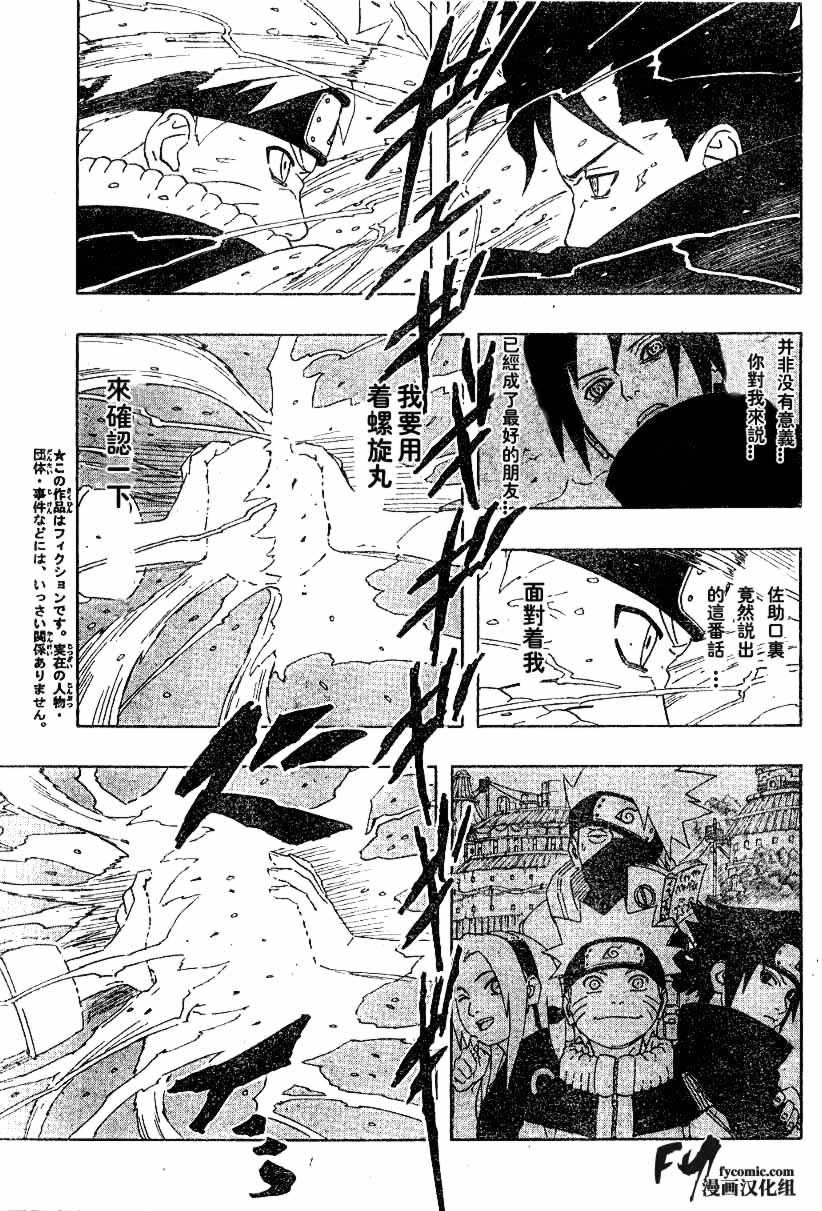 并非没有意義…
你對我來説…
已經成了最好的朋友…
我要用
着螺旋丸
來確認一下
佐助口裏
竟然説出
的這番話…
面對着我
★この作品はフィクションです。実在の人物・
団体・事件などには、いっさい関係ありません。
FY
fycomic.com
漫画汉化组